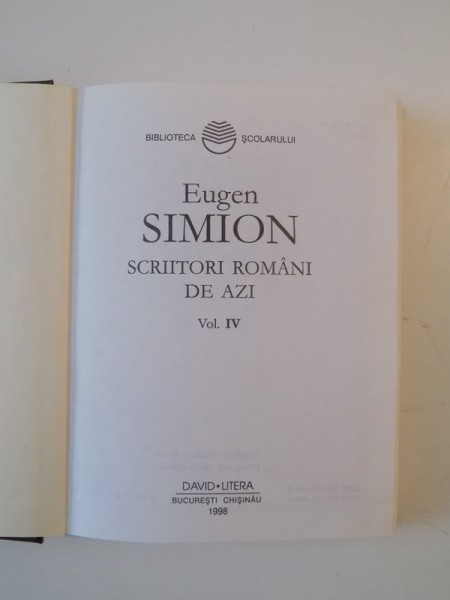 BIBLIOTECA ȘCOLARULUI
Eugen
SIMION
SCRIITORI ROMÂNI
DE AZI
Vol. IV
DAVID•LITERA
BUCUREȘTI CHIȘINĂU
1998